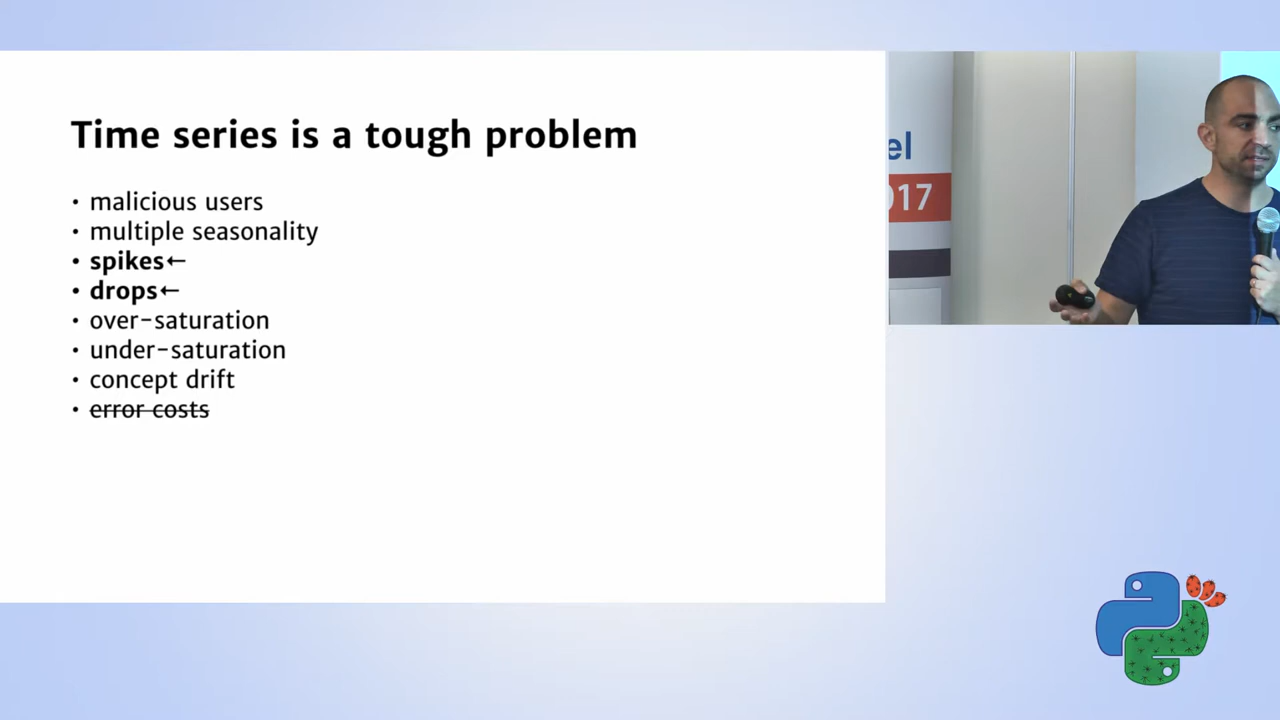 Time series is a tough problem
• malicious users
• multiple seasonality
• spikes←
• drops←
• over-saturation
• under-saturation
• concept drift
• error costs
el
017